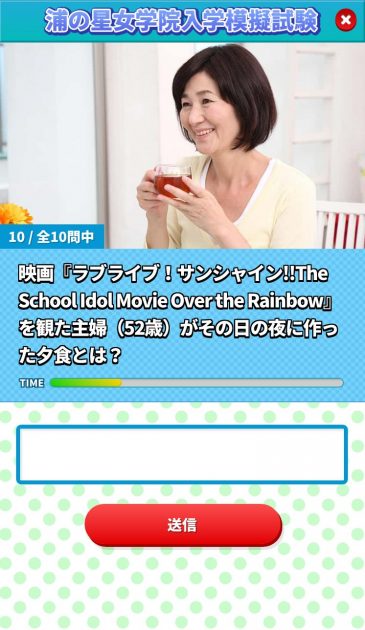 浦の星女学院入学模擬試験
10 / 全10問中
映画『ラブライブ！サンシャイン!!The
School Idol Movie Over the Rainbow』
を観た主婦（52歳）がその日の夜に作っ
た夕食とは？
TIME
送信